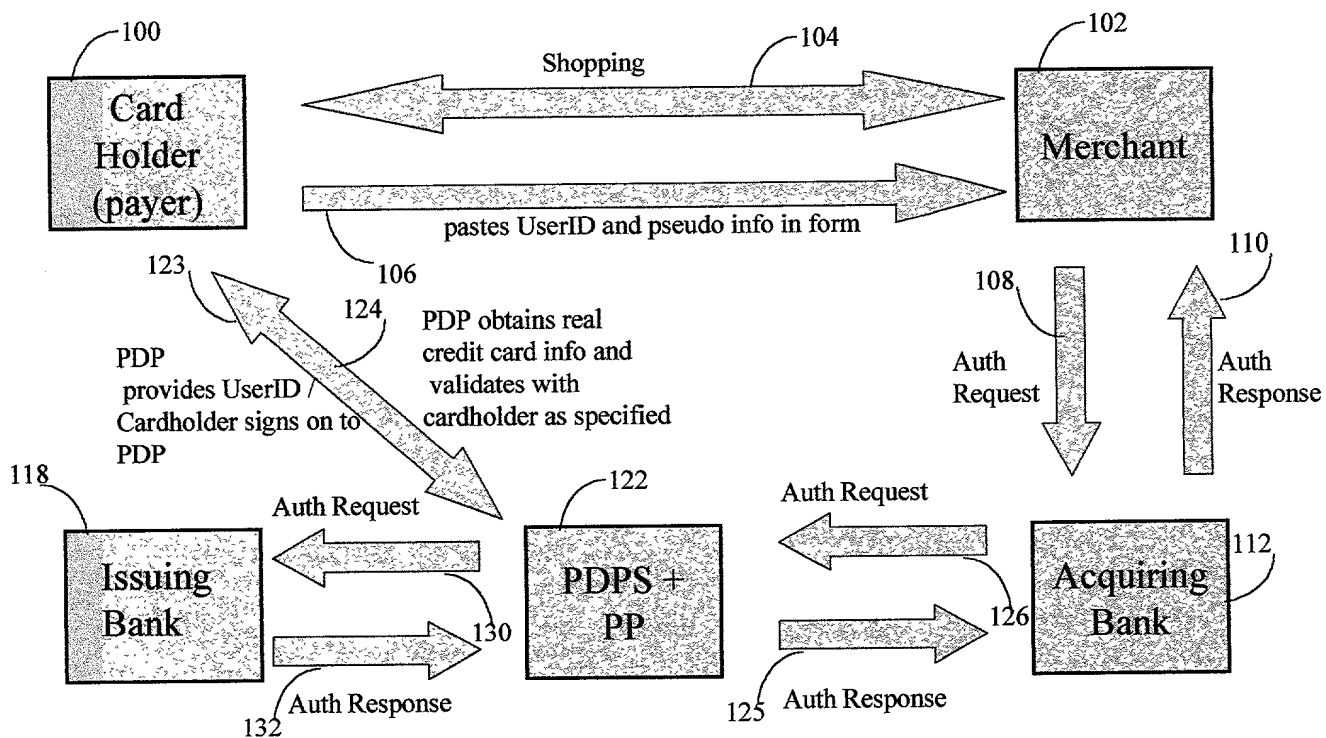 100
104
102
Shopping
Card
Holder
(payer)
Merchant
pastes UserID and pseudo info in form
106
123
124
110
108
PDP obtains real
credit card info and
validates with
cardholder as specified
PDP
provides UserID /
Cardholder signs on to
PDP
Auth
Request
Auth
Response
118
122
112
Auth Request
Auth Request
Issuing
Bank
PDPS +
PP
Acquiring
Bank
130
126
132
Auth Response
125
Auth Response